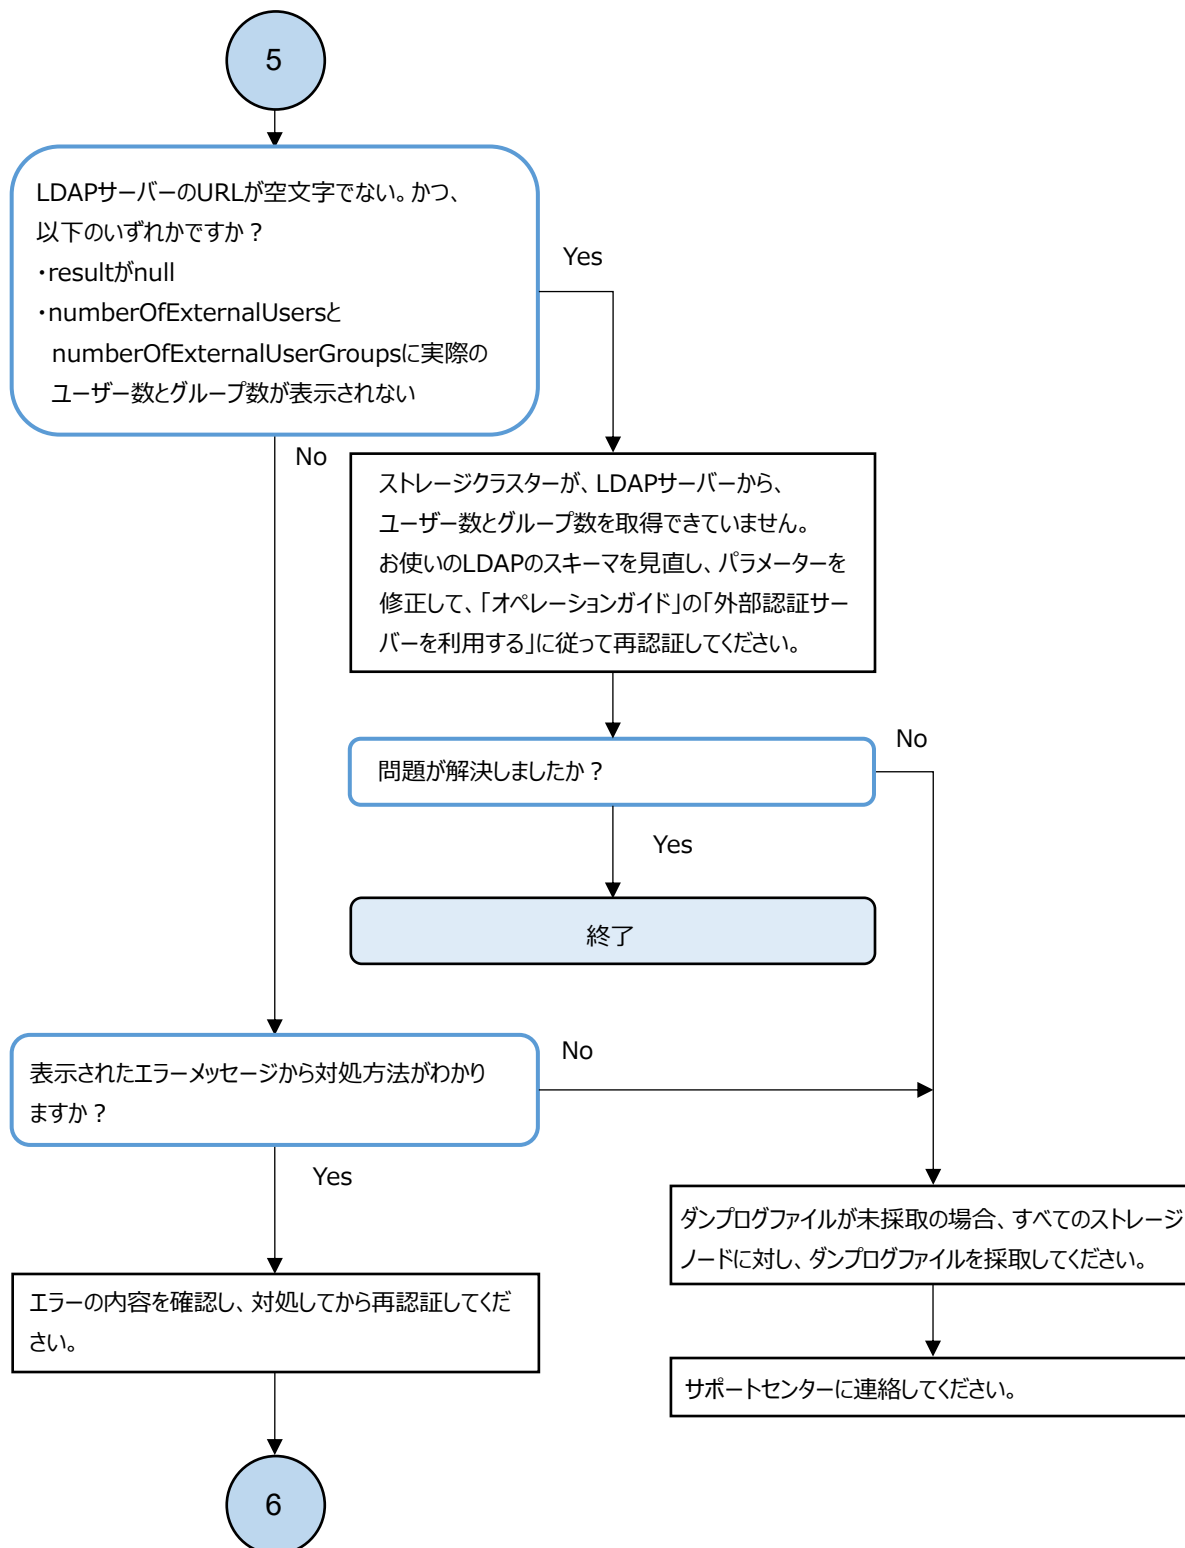 5
LDAPサーバーのURLが空文字でない。かつ、
以下のいずれかですか？
・resultがnull
・numberOfExternalUsersと
numberOfExternalUserGroupsに実際の
ユーザー数とグループ数が表示されない
Yes
No
ストレージクラスターが、LDAPサーバーから、
ユーザー数とグループ数を取得できていません。
お使いのLDAPのスキーマを見直し、パラメーターを
修正して、「オペレーションガイド」の「外部認証サー
バーを利用する」に従って再認証してください。
問題が解決しましたか？
No
Yes
終了
表示されたエラーメッセージから対処方法がわかり
ますか？
No
Yes
ダンプログファイルが未採取の場合、すべてのストレージ
ノードに対し、ダンプログファイルを採取してください。
エラーの内容を確認し、対処してから再認証してくだ
さい。
サポートセンターに連絡してください。
6